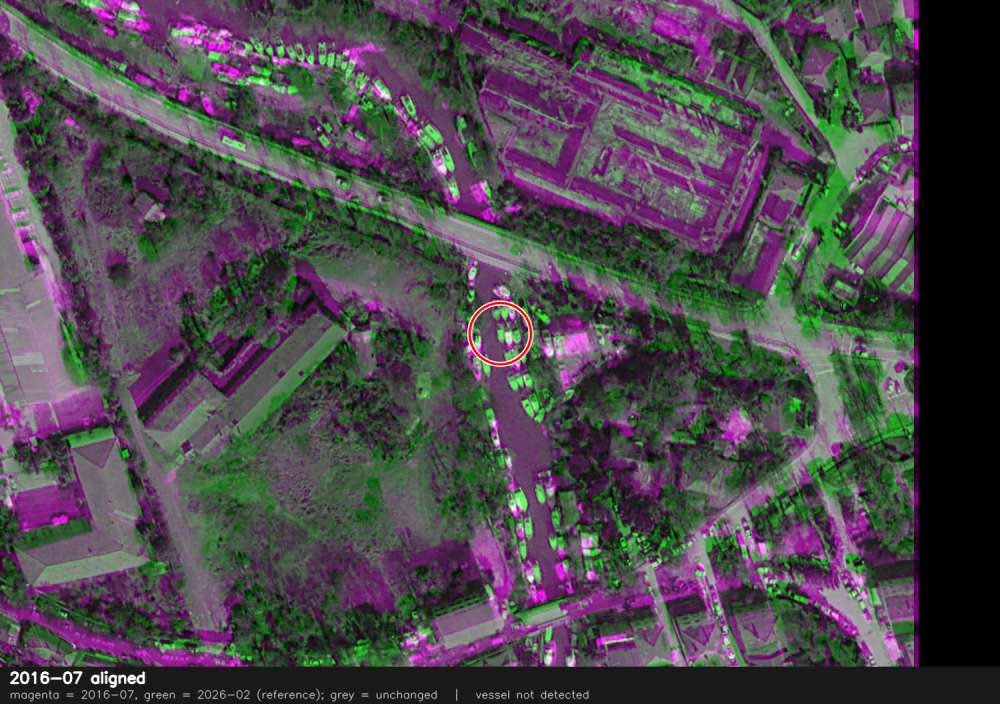 2016-07 aligned
magenta = 2016-07, green = 2026-02 (reference); grey = unchanged | vessel not detected